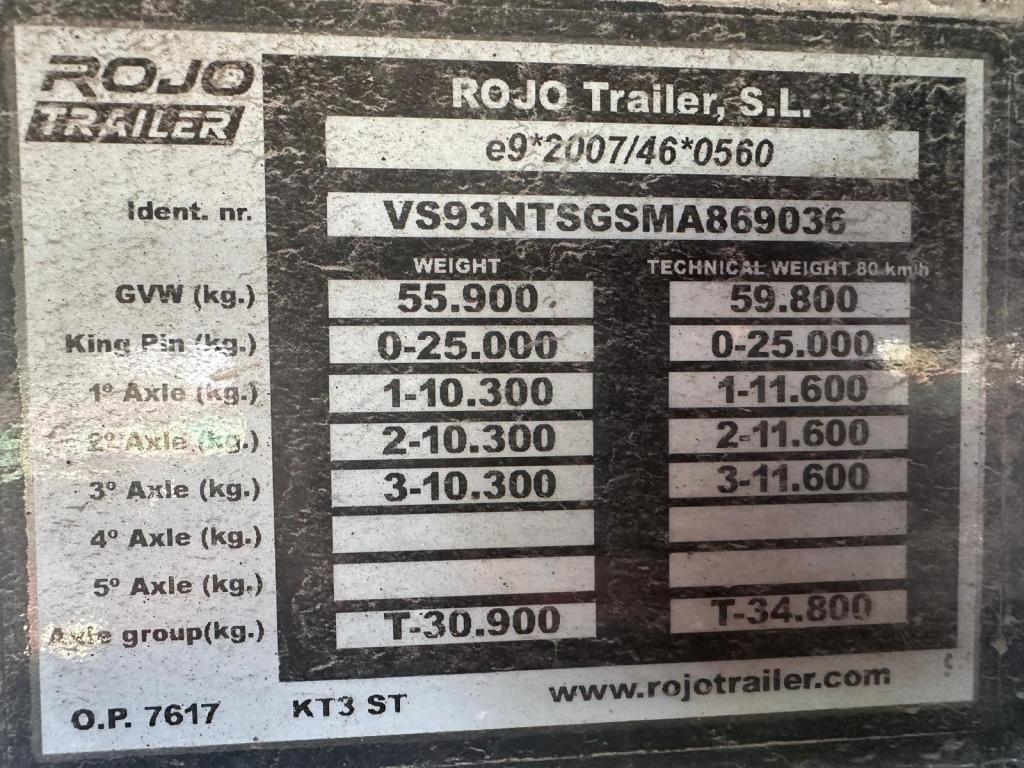 ROJO
TRAILER
ROJO Trailer, S.L.
e9*2007/46*0560
Ident. nr. VS93NTSGSMA869036
WEIGHT TECHNICAL WEIGHT 80 km/h
GVW (kg.) 55.900 59.800
King Pin (kg.) 0-25.000 0-25.000
1º Axle (kg.) 1-10.300 1-11.600
2º Axle (kg.) 2-10.300 2-11.600
3º Axle (kg.) 3-10.300 3-11.600
4º Axle (kg.)
5º Axle (kg.)
Axle group(kg.) T-30.900 T-34.800
O.P. 7617 KT3 ST www.rojotrailer.com